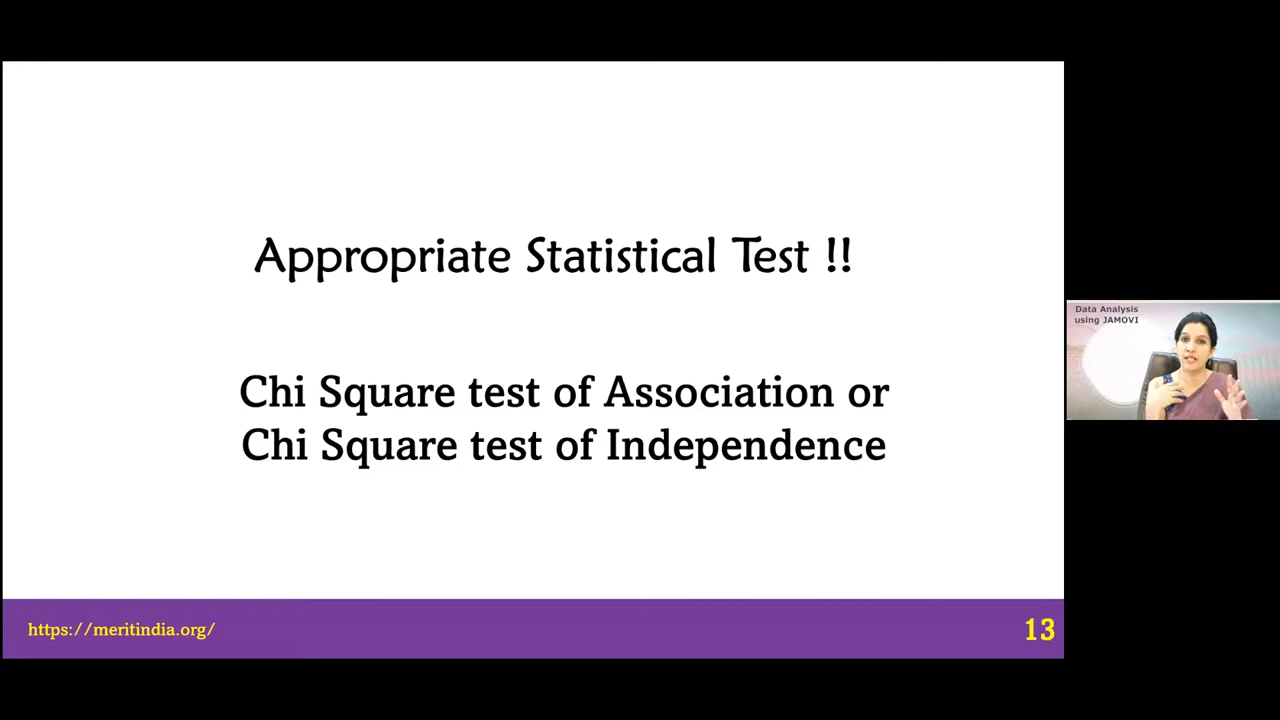 Appropriate Statistical Test !!
Chi Square test of Association or
Chi Square test of Independence
https://meritindia.org/
13
Data Analysis
using JAMOVI